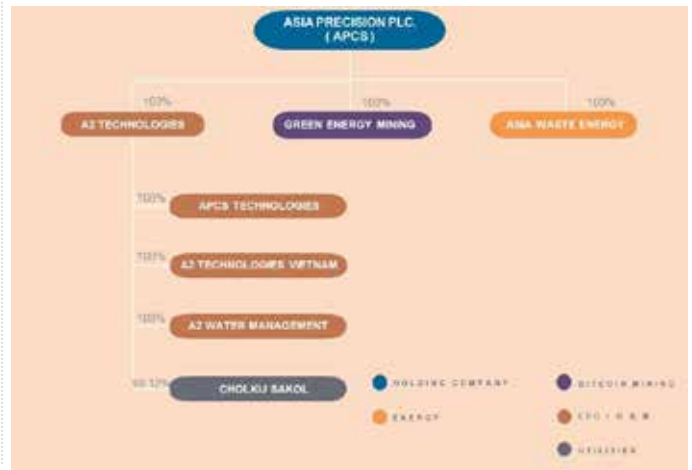 ASIA PRECISION PLC.
( APCS )
100% 100% 100%
A2 TECHNOLOGIES GREEN ENERGY MINING ASIA WASTE ENERGY
100%
APCS TECHNOLOGIES
100%
A2 TECHNOLOGIES VIETNAM
100%
A2 WATER MANAGEMENT
CHOLKIJ SAKOL
HOLDING COMPANY BITCOIN MINING
ENERGY EPC / O & M
UTILITIES